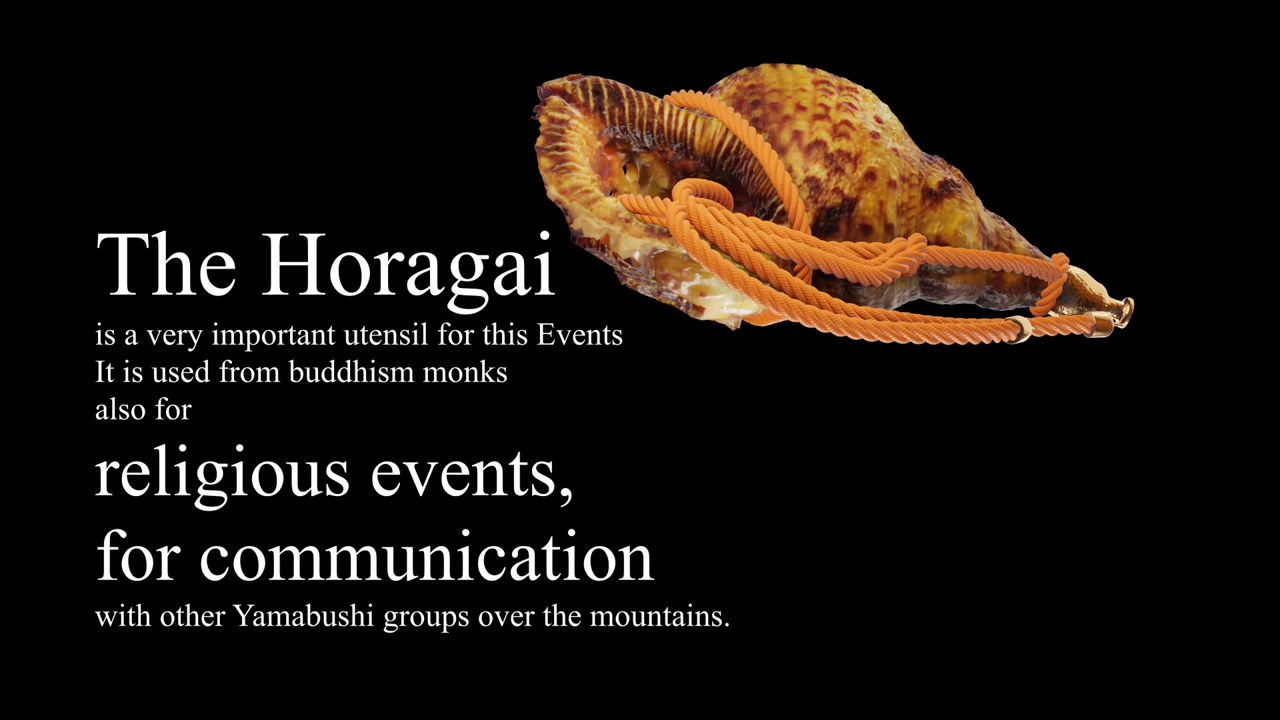 The Horagai
is a very important utensil for this Events
It is used from buddhism monks
also for
religious events,
for communication
with other Yamabushi groups over the mountains.